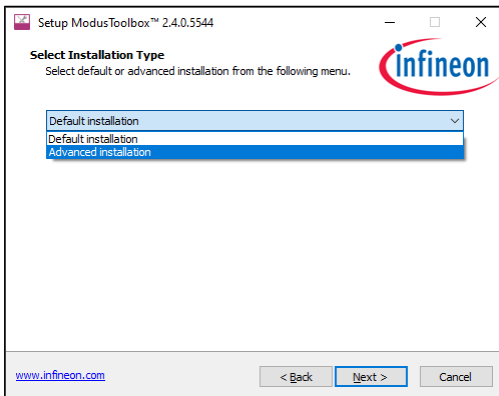 Setup ModusToolbox™ 2.4.0.5544
Select Installation Type
Select default or advanced installation from the following menu.
infineon
Default installation
Default installation
Advanced installation
www.infineon.com
< Back
Next >
Cancel